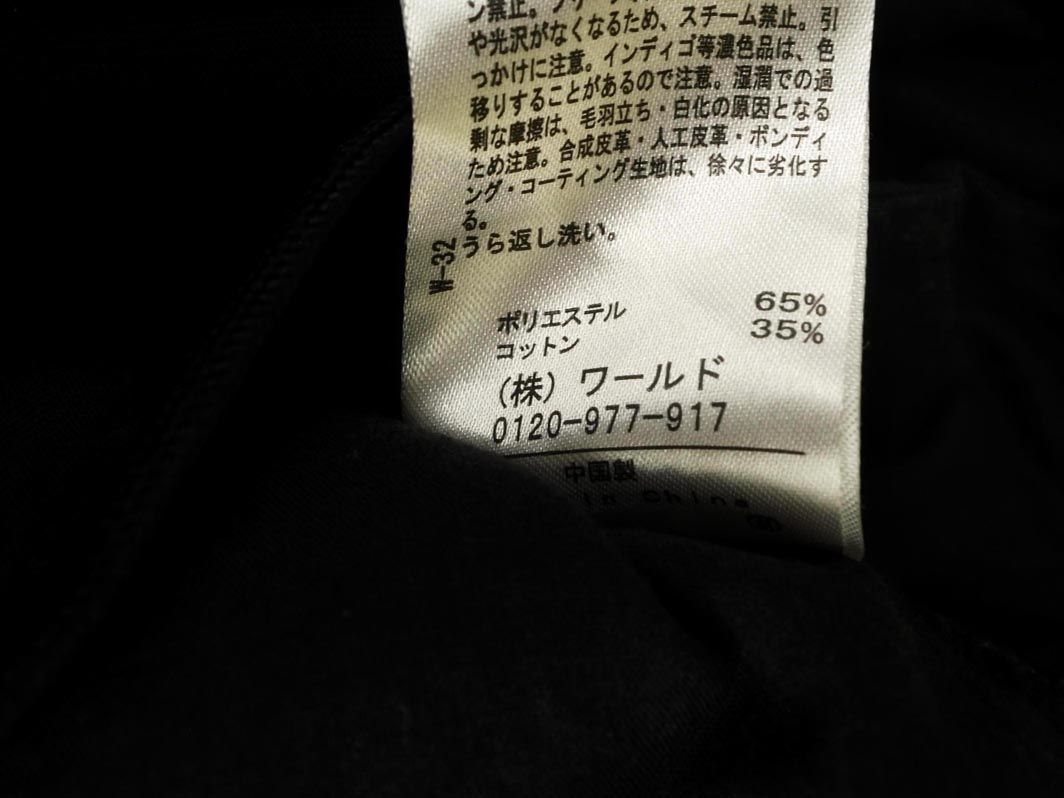 ン禁止。
や光沢がなくなるため、スチーム禁止。引
っかけに注意。インディゴ等濃色品は、色
移りすることがあるので注意。湿潤での過
剰な摩擦は、毛羽立ち・白化の原因となる
ため注意。合成皮革・人工皮革・ボンディ
ング・コーティング生地は、徐々に劣化す
る。
うら返し洗い。
W-32
ポリエステル 65%
コットン 35%
(株) ワールド
0120-977-917
中国製
in China